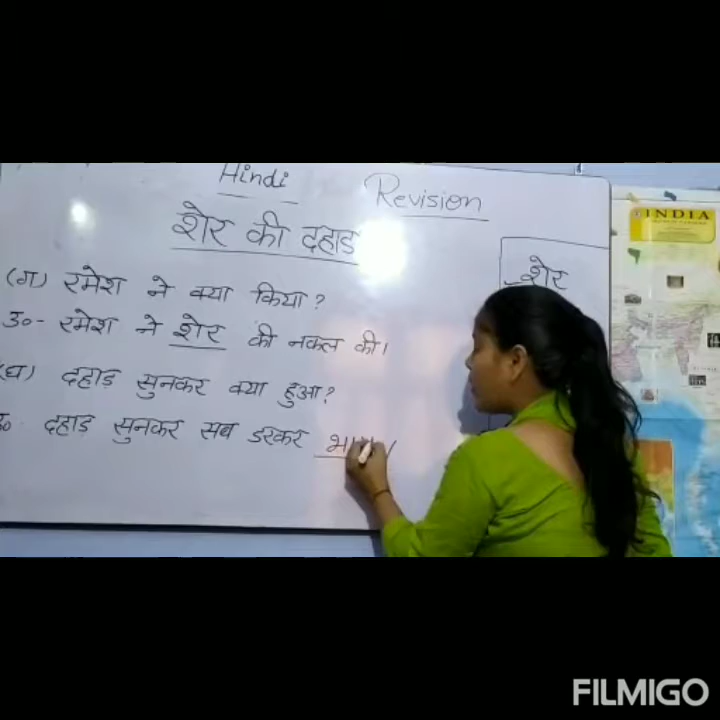 Hindi Revision
शेर की दहाड़
INDIA
शेर
(ग) रमेश ने क्या किया?
उ०- रमेश ने शेर की नकल की।
(घ) दहाड़ सुनकर क्या हुआ?
उ० दहाड़ सुनकर सब डरकर
FILMIGO